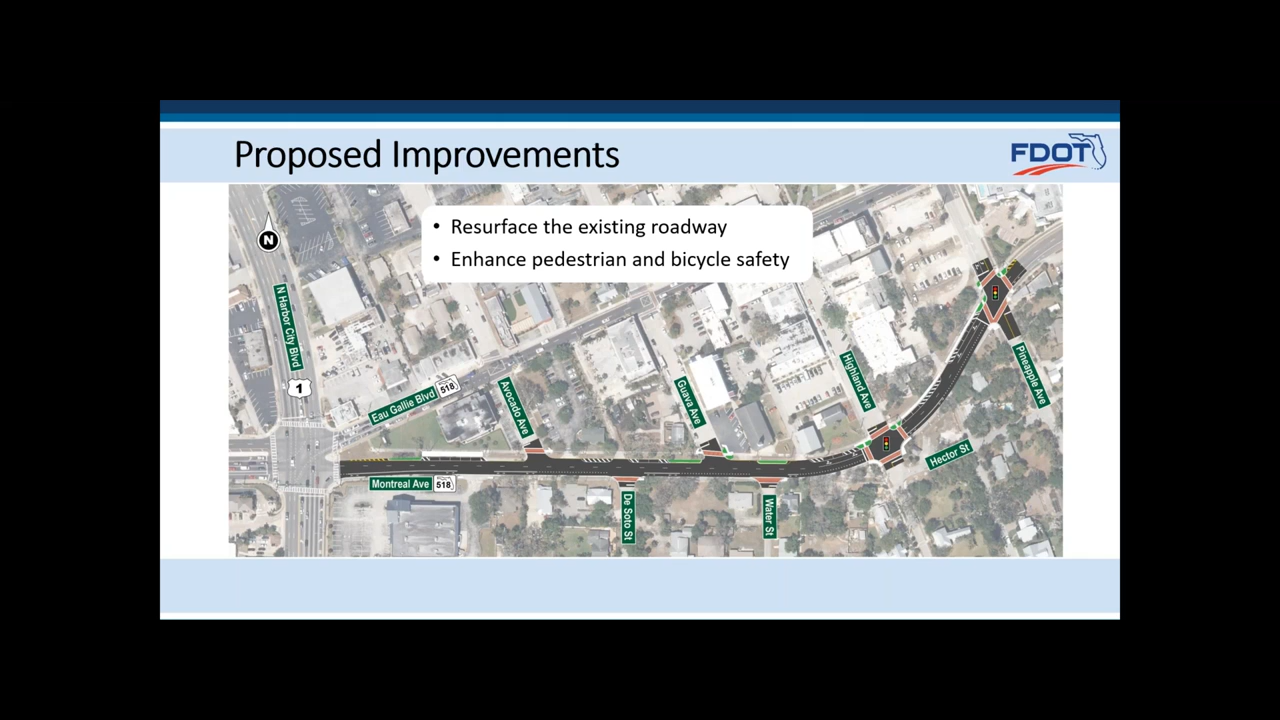 Proposed Improvements
FDOT
• Resurface the existing roadway
• Enhance pedestrian and bicycle safety
N
N Harbor City Blvd
1
Eau Gallie Blvd 518
Avocado Ave
Guava Ave
Highland Ave
Pineapple Ave
Hector St
Montreal Ave 518
De Soto St
Water St